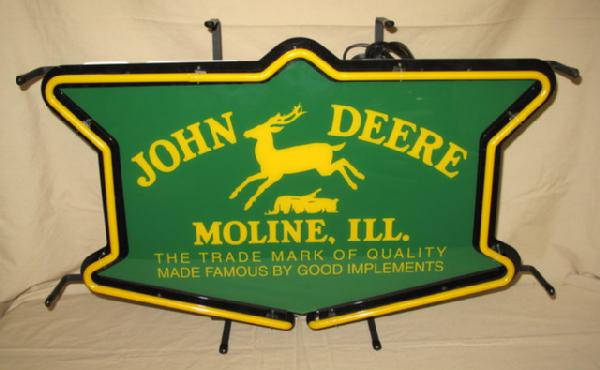 JOHN DEERE
MOLINE, ILL.
THE TRADE MARK OF QUALITY
MADE FAMOUS BY GOOD IMPLEMENTS